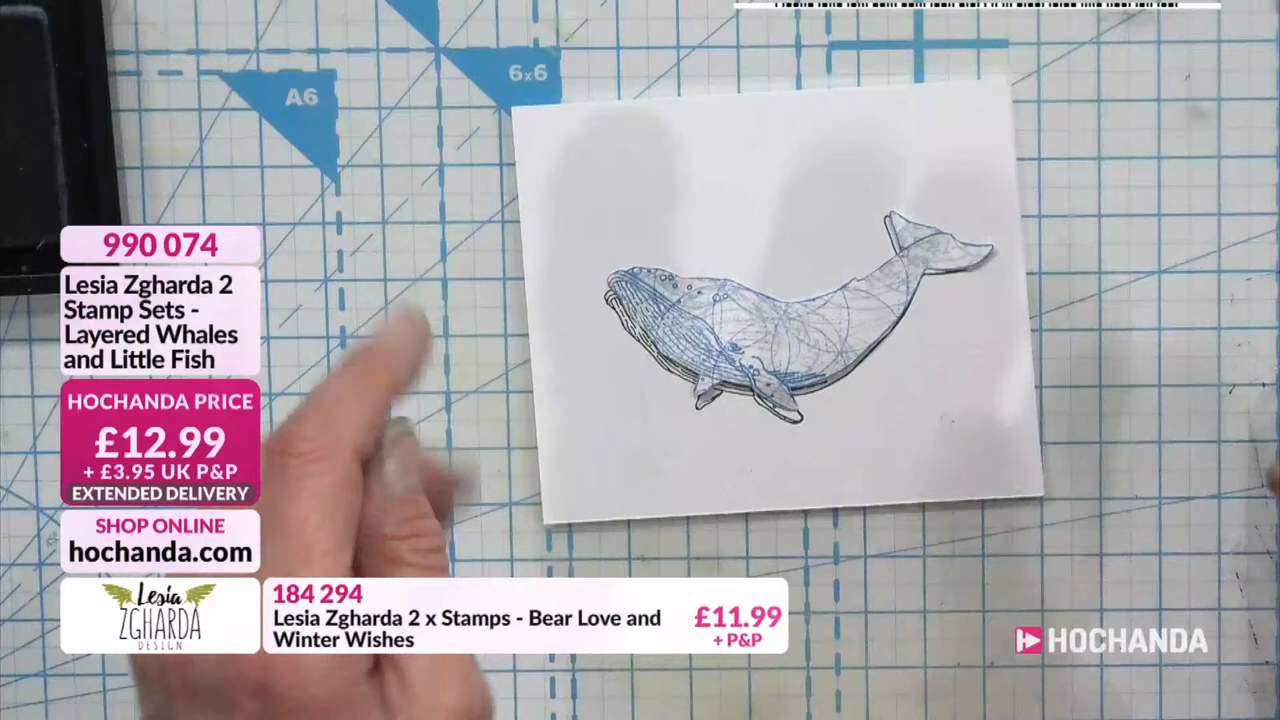 6x6
A6
990 074
Lesia Zgharda 2
Stamp Sets -
Layered Whales
and Little Fish
HOCHANDA PRICE
£12.99
+ £3.95 UK P&P
EXTENDED DELIVERY
SHOP ONLINE
hochanda.com
Lesia
ZGHARDA
DESIGN
184 294
Lesia Zgharda 2 x Stamps - Bear Love and
Winter Wishes
£11.99
+ P&P
HOCHANDA